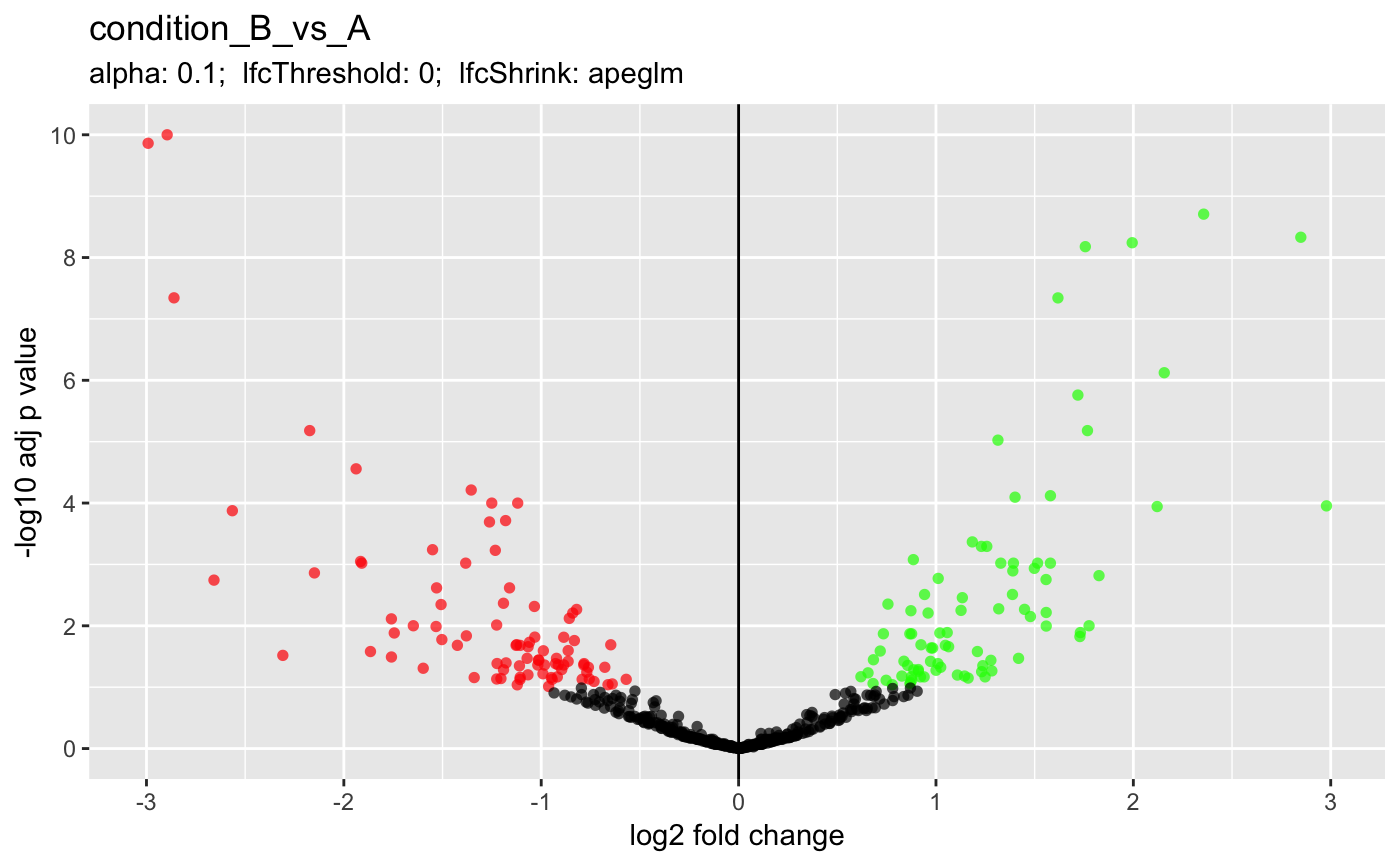 condition_B_vs_A
alpha: 0.1;  lfcThreshold: 0;  lfcShrink: apeglm
-log10 adj p value
10
8
6
4
2
0
-3 -2 -1 0 1 2 3
log2 fold change